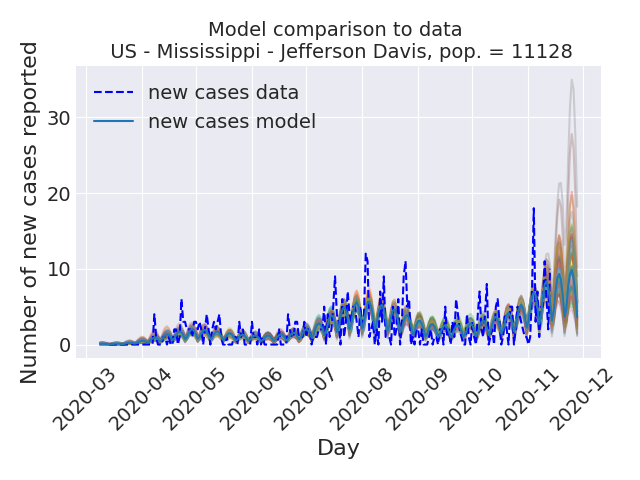 Model comparison to data
US - Mississippi - Jefferson Davis, pop. = 11128
new cases data
new cases model
Number of new cases reported
30
20
10
0
2020-03
2020-04
2020-05
2020-06
2020-07
2020-08
2020-09
2020-10
2020-11
2020-12
Day